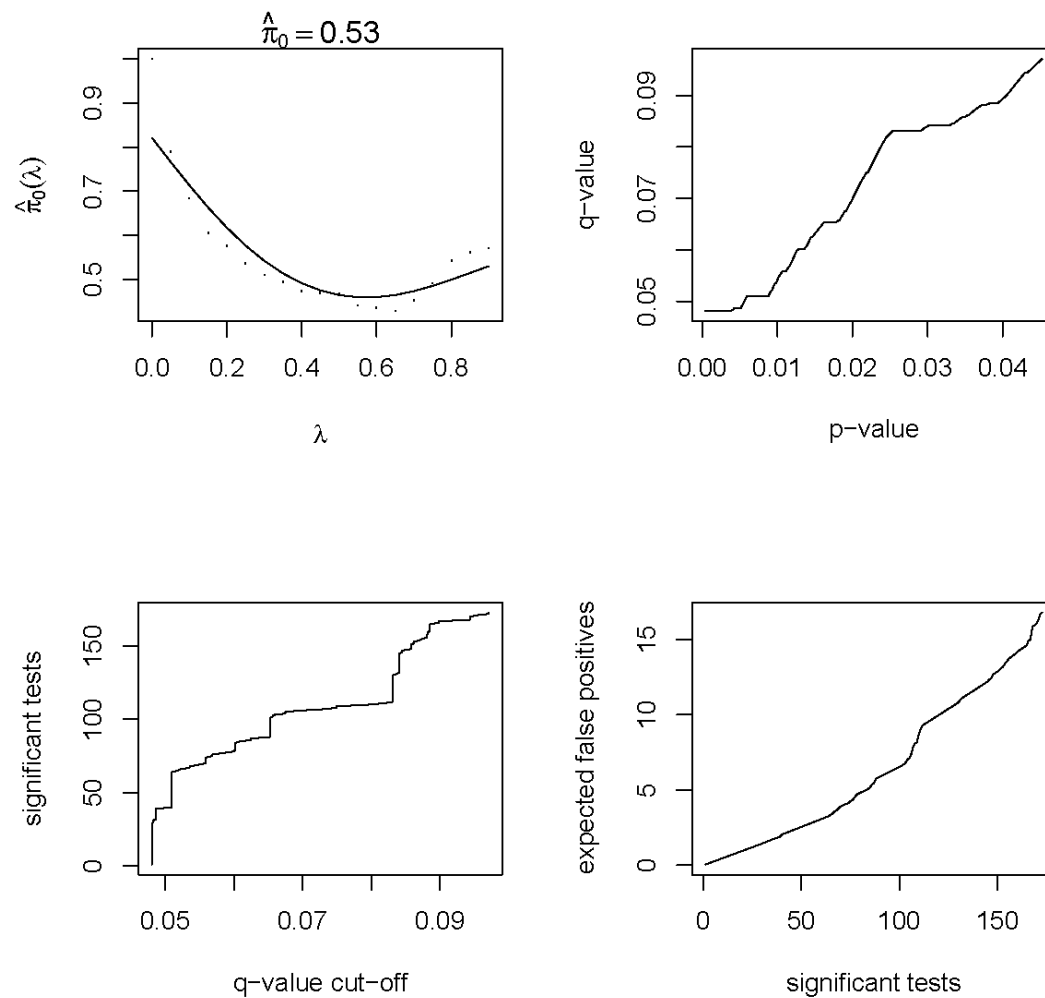 π̂₀ = 0.53
π̂₀(λ)
0.5 0.7 0.9
0.0 0.2 0.4 0.6 0.8
λ
q−value
0.05 0.07 0.09
0.00 0.01 0.02 0.03 0.04
p−value
significant tests
0 50 100 150
0.05 0.07 0.09
q−value cut−off
expected false positives
0 5 10 15
0 50 100 150
significant tests